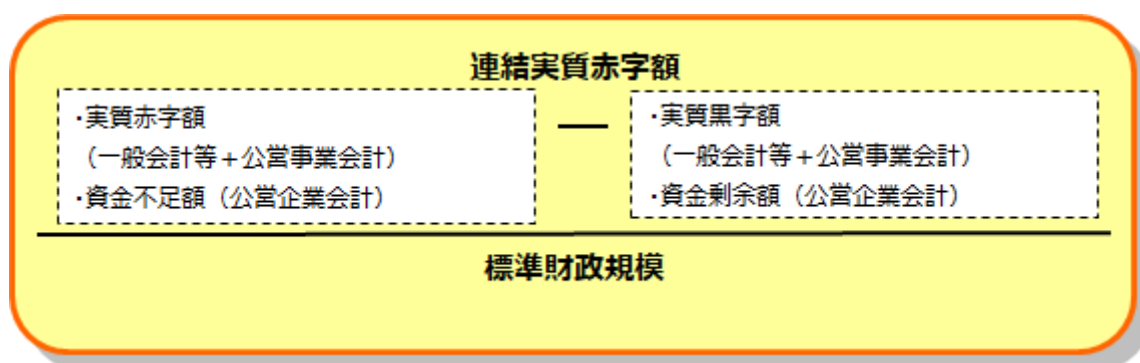 連結実質赤字額
・実質赤字額
（一般会計等＋公営事業会計）
・資金不足額（公営企業会計）
―
・実質黒字額
（一般会計等＋公営事業会計）
・資金剰余額（公営企業会計）
標準財政規模